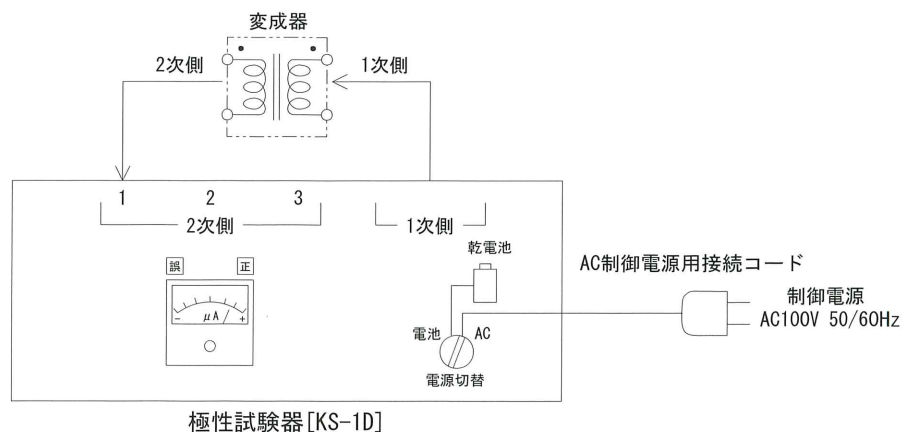 変成器
2次側
1次側
1 2 3
2次側
1次側
乾電池
誤 正
AC制御電源用接続コード
制御電源
AC100V 50/60Hz
- μA +
電池 AC
電源切替
極性試験器[KS-1D]